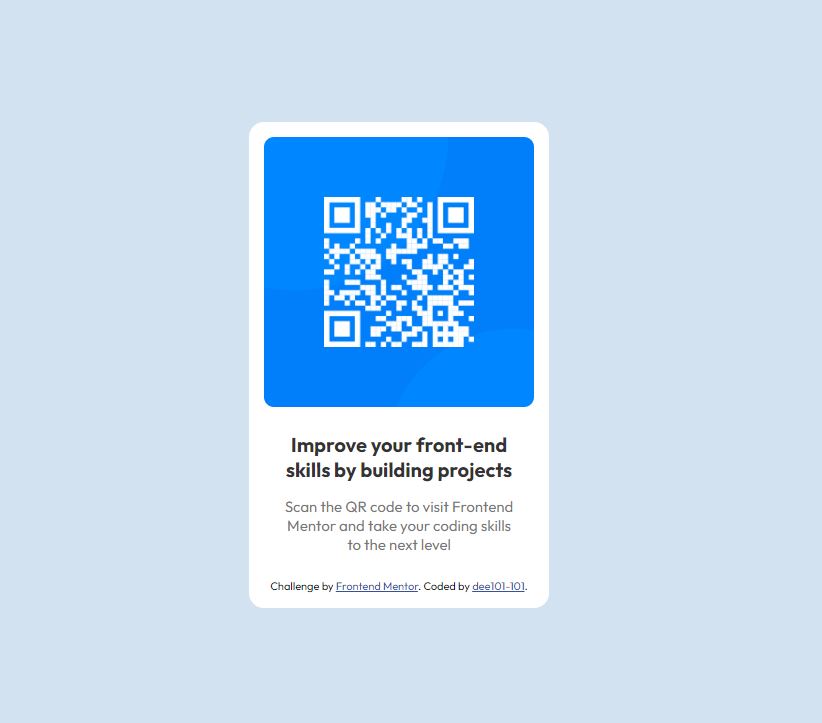 Improve your front-end
skills by building projects
Scan the QR code to visit Frontend
Mentor and take your coding skills
to the next level
Challenge by Frontend Mentor. Coded by dee101-101.